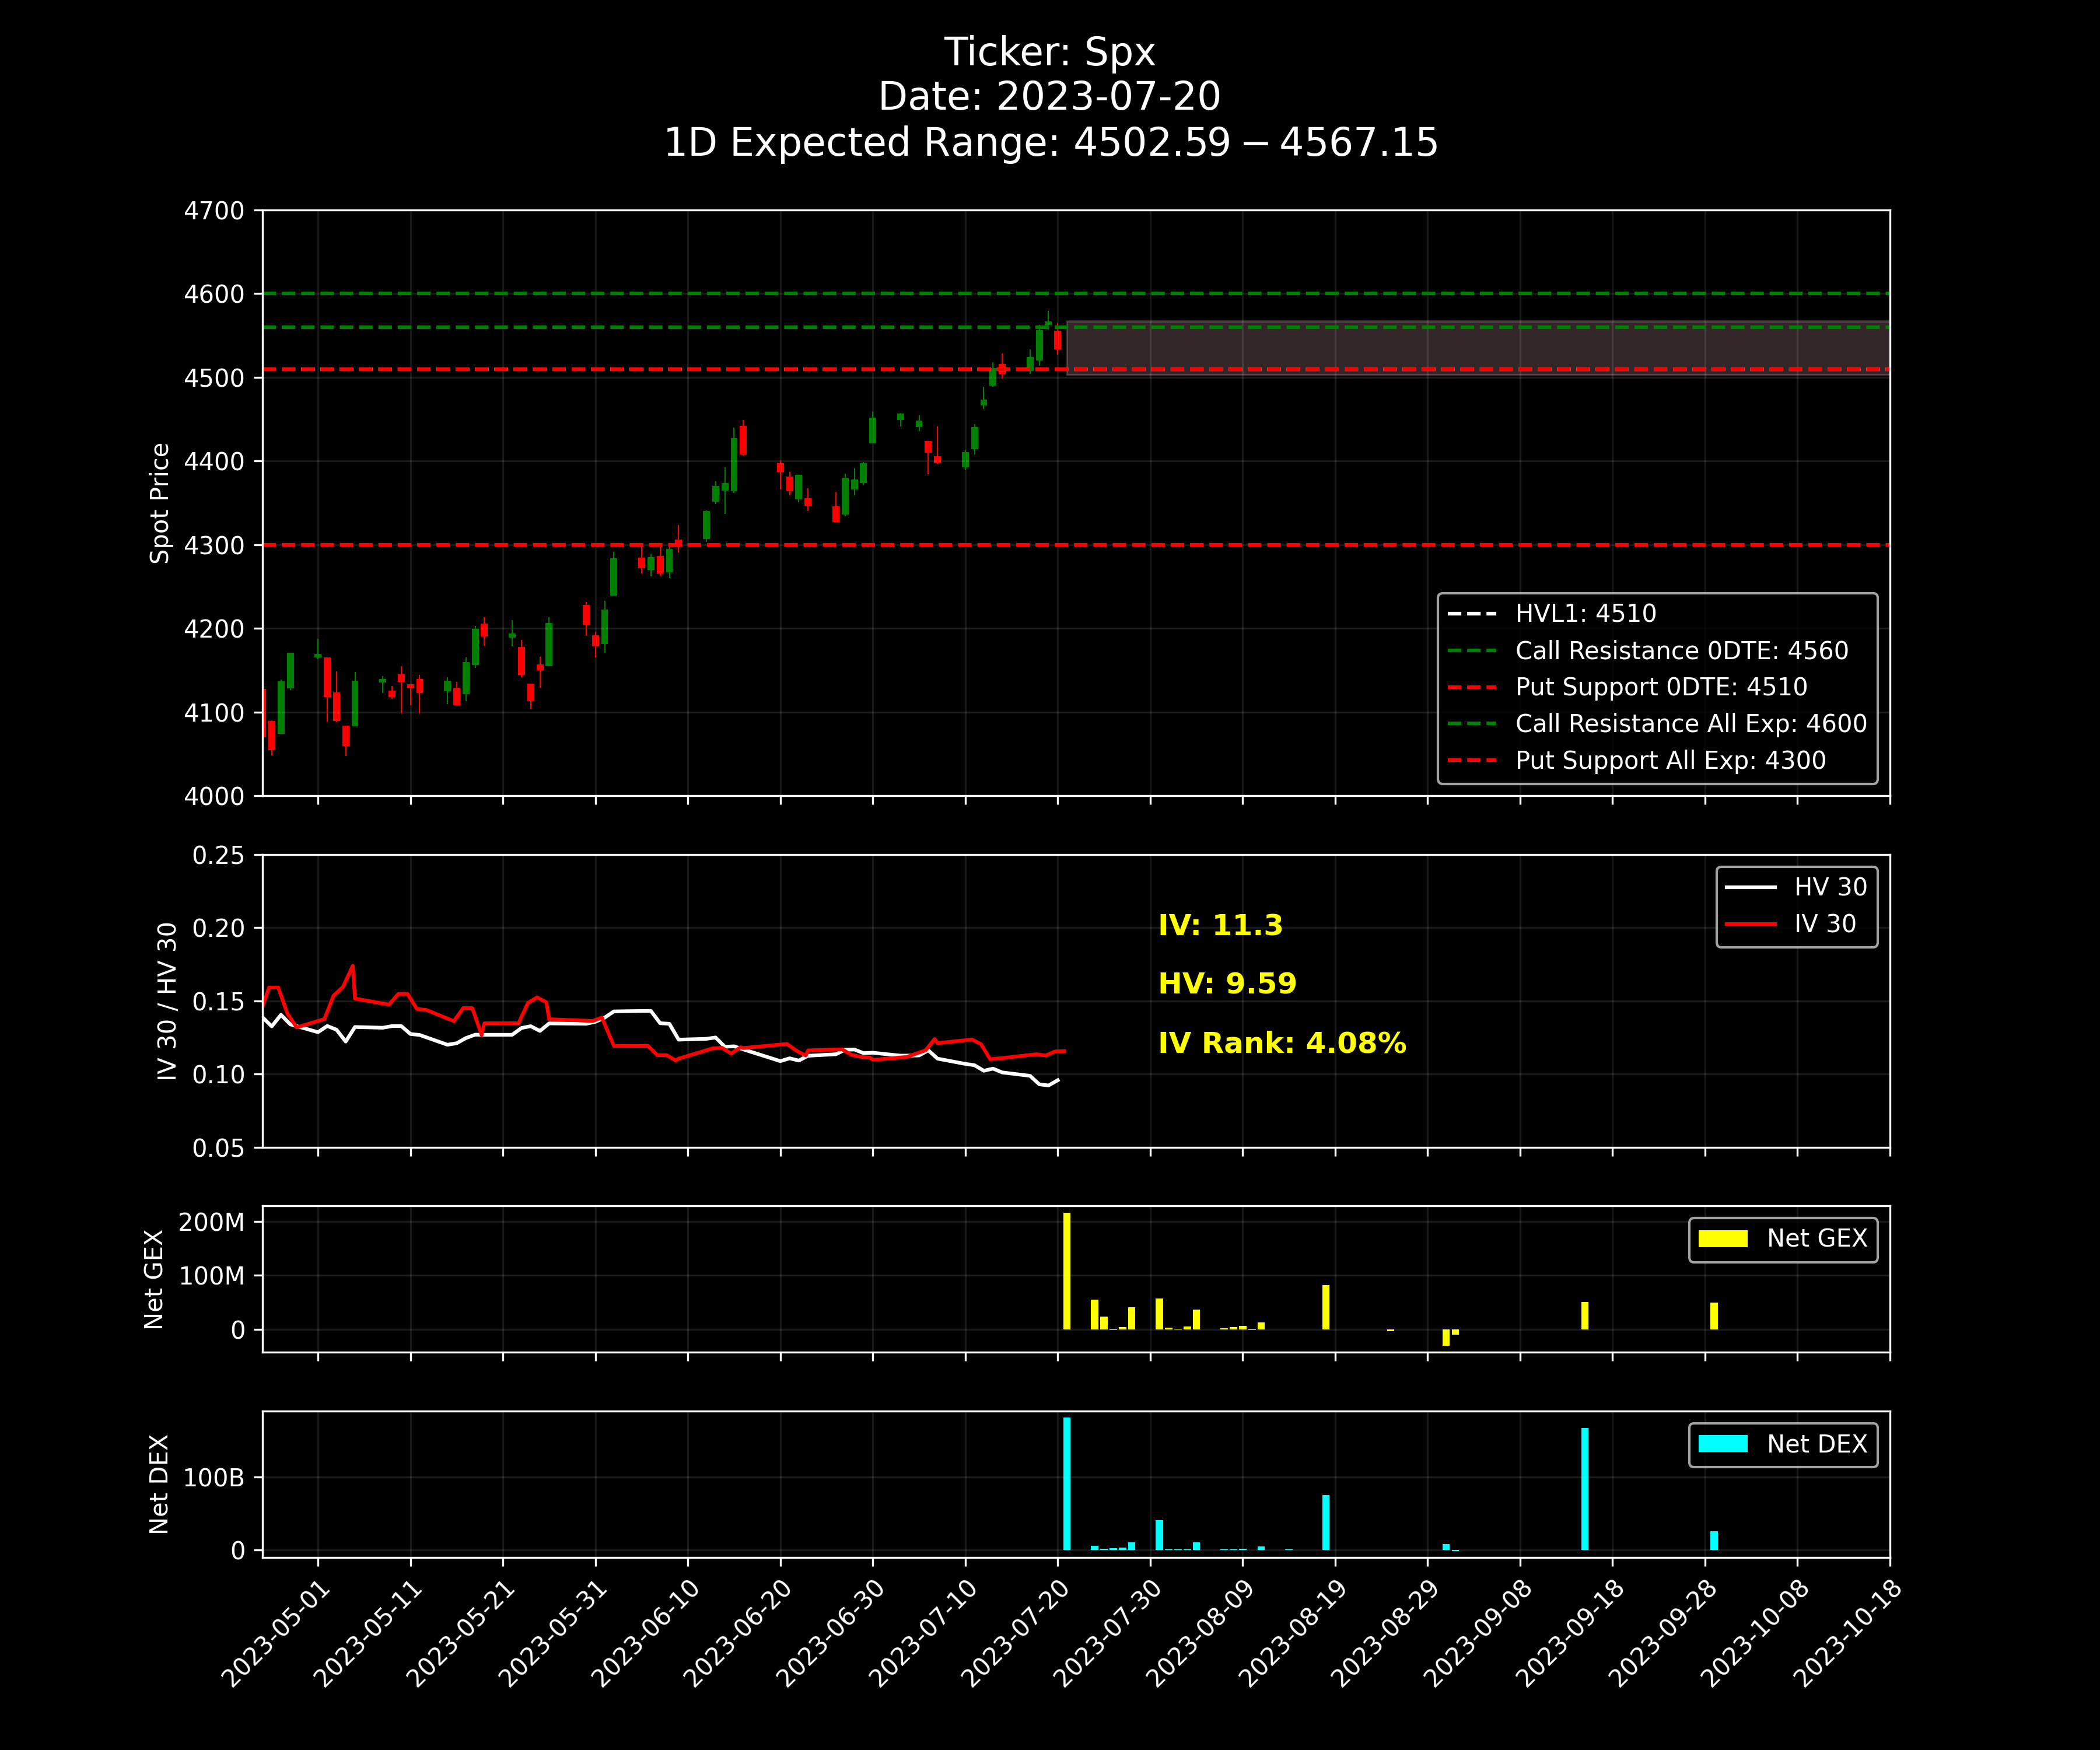 Ticker: Spx
Date: 2023-07-20
1D Expected Range: 4502.59 − 4567.15
4700
4600
4500
4400
4300
4200
4100
4000
Spot Price
HVL1: 4510
Call Resistance 0DTE: 4560
Put Support 0DTE: 4510
Call Resistance All Exp: 4600
Put Support All Exp: 4300
0.25
0.20
0.15
0.10
0.05
IV 30 / HV 30
IV: 11.3
HV: 9.59
IV Rank: 4.08%
HV 30
IV 30
200M
100M
0
Net GEX
Net GEX
100B
0
Net DEX
Net DEX
2023-05-01
2023-05-11
2023-05-21
2023-05-31
2023-06-10
2023-06-20
2023-06-30
2023-07-10
2023-07-20
2023-07-30
2023-08-09
2023-08-19
2023-08-29
2023-09-08
2023-09-18
2023-09-28
2023-10-08
2023-10-18